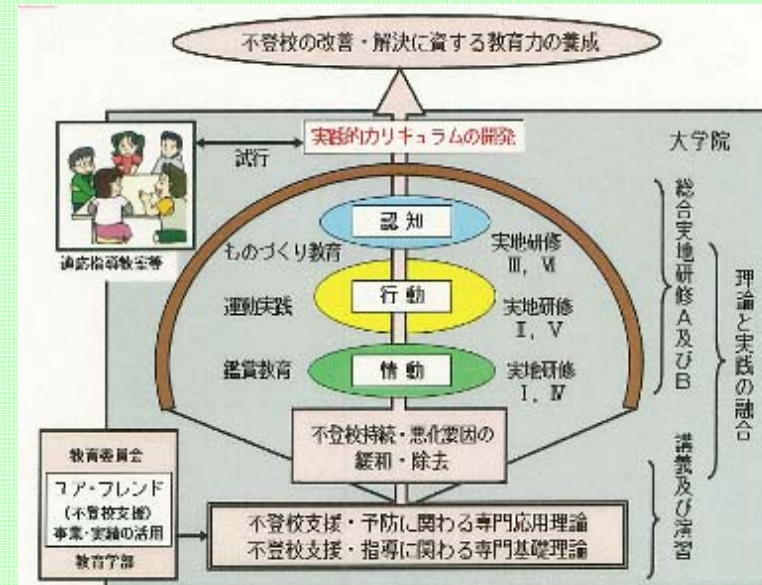 不登校の改善・解決に資する教育力の養成
実践的カリキュラムの開発
大学院
試行
適応指導教室等
認知
ものづくり教育
実地研修
Ⅲ, Ⅵ
行動
運動実践
実地研修
Ⅱ, Ⅴ
情動
鑑賞教育
実地研修
Ⅰ, Ⅳ
総合実地研修A及びB
理論と実践の融合
不登校持続・悪化要因の
緩和・除去
講義及び演習
教育委員会
ユア・フレンド
(不登校支援)
事業・実績の活用
教育学部
不登校支援・予防に関わる専門応用理論
不登校支援・指導に関わる専門基礎理論